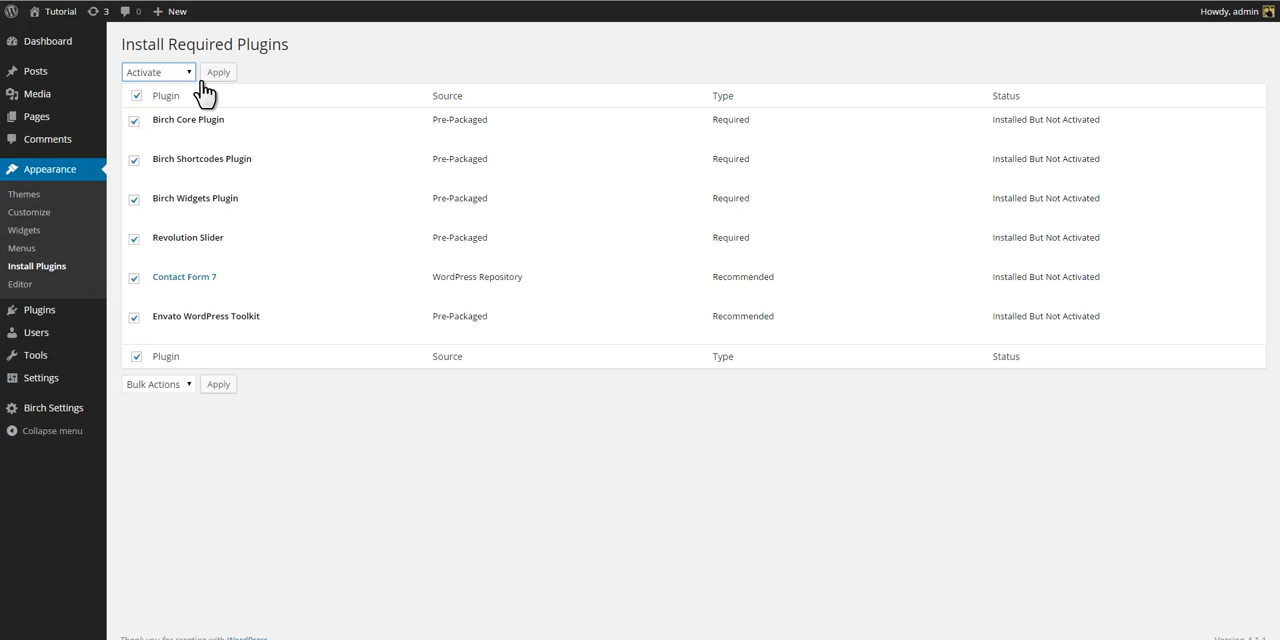 Tutorial 3 0 New Howdy, admin
Dashboard
Posts
Media
Pages
Comments
Appearance
Themes
Customize
Widgets
Menus
Install Plugins
Editor
Plugins
Users
Tools
Settings
Birch Settings
Collapse menu
Install Required Plugins
Activate Apply
Plugin Source Type Status
Birch Core Plugin Pre-Packaged Required Installed But Not Activated
Birch Shortcodes Plugin Pre-Packaged Required Installed But Not Activated
Birch Widgets Plugin Pre-Packaged Required Installed But Not Activated
Revolution Slider Pre-Packaged Required Installed But Not Activated
Contact Form 7 WordPress Repository Recommended Installed But Not Activated
Envato WordPress Toolkit Pre-Packaged Recommended Installed But Not Activated
Plugin Source Type Status
Bulk Actions Apply
Thank you for creating with WordPress
Version 4.1.1